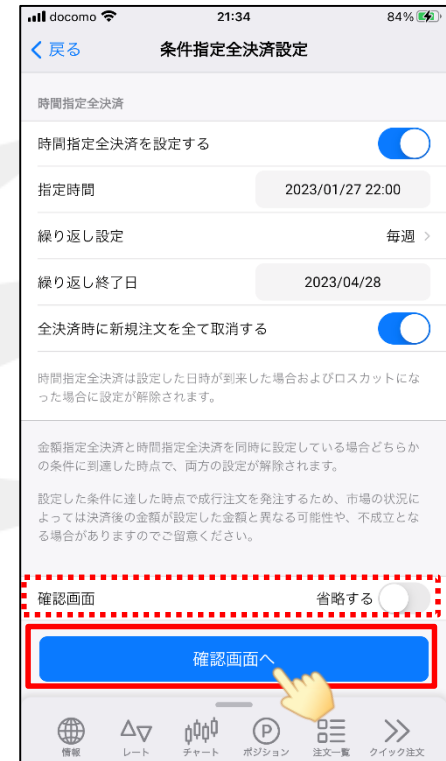 docomo 21:34 84%
戻る 条件指定全決済設定
時間指定全決済
時間指定全決済を設定する
指定時間 2023/01/27 22:00
繰り返し設定 毎週
繰り返し終了日 2023/04/28
全決済時に新規注文を全て取消する
時間指定全決済は設定した日時が到来した場合およびロスカットにな
った場合に設定が解除されます。
金額指定全決済と時間指定全決済を同時に設定している場合どちらか
の条件に到達した時点で、両方の設定が解除されます。
設定した条件に達した時点で成行注文を発注するため、市場の状況に
よっては決済後の金額が設定した金額と異なる可能性や、不成立とな
る場合がありますのでご留意ください。
確認画面 省略する
確認画面へ
情報 レート チャート ポジション 注文一覧 クイック注文